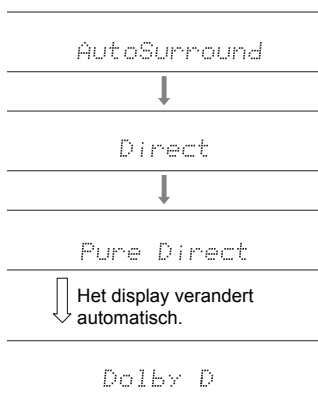 AutoSurround
Direct
Pure Direct
Het display verandert
automatisch.
Dolby D